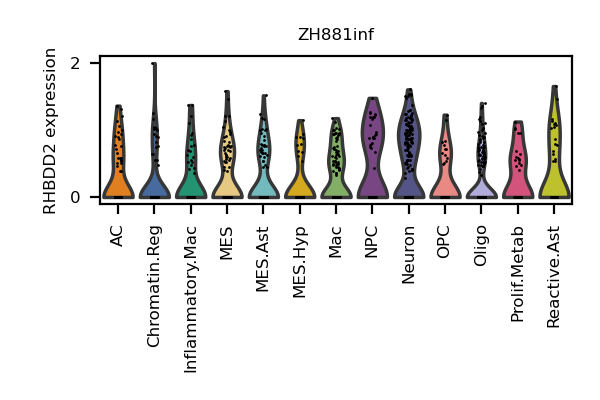 ZH881inf
RHBDD2 expression
2
0
AC
Chromatin.Reg
Inflammatory.Mac
MES
MES.Ast
MES.Hyp
Mac
NPC
Neuron
OPC
Oligo
Prolif.Metab
Reactive.Ast